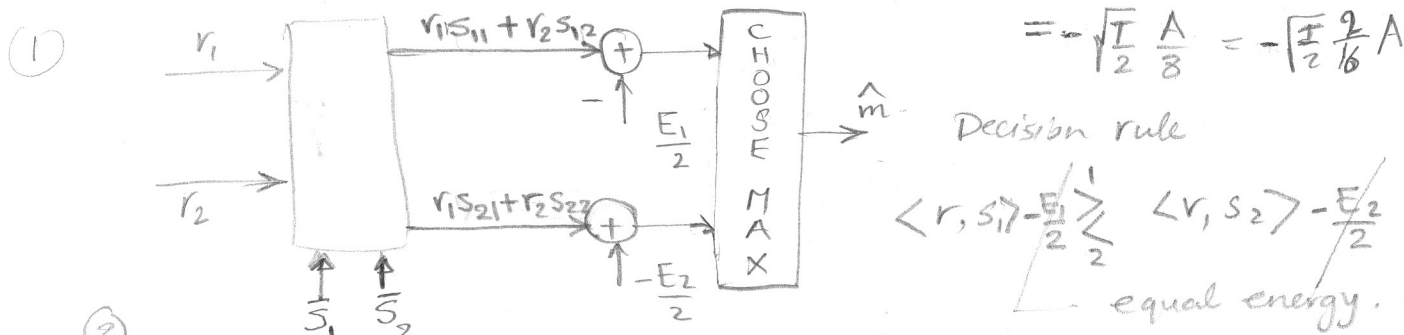 ①
r₁
r₁s₁₁ + r₂s₁₂
+
-
E₁/2
r₂
r₁s₂₁+r₂s₂₂
+
-E₂/2
S̄₁ S̄₂
CHOOSE MAX
m̂
= -√(T/2) A/8 = -√(T/2) 2/16 A
Decision rule
<r, s₁> - E₁/2 ≷ <r, s₂> - E₂/2
1
2
equal energy.
②